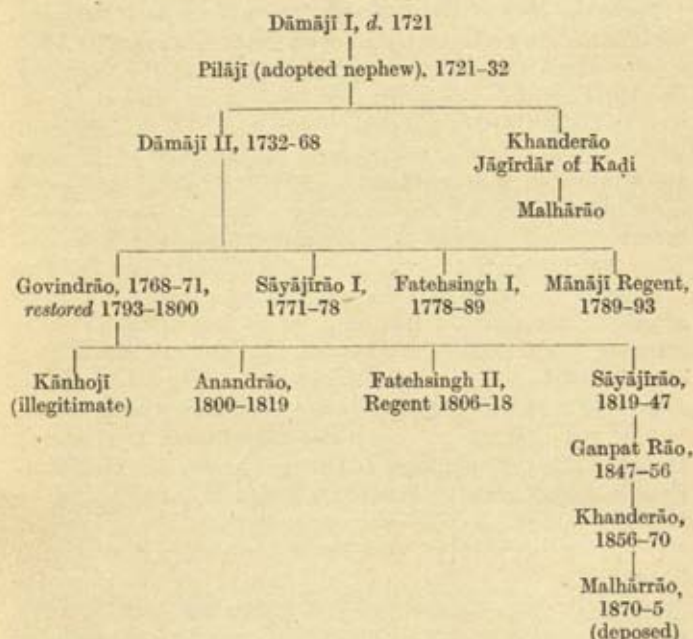 Dāmājī I, d. 1721
Pilājī (adopted nephew), 1721–32
Dāmājī II, 1732–68
Khanderāo
Jāgīrdār of Kaḍi
Malhārāo
Govindrāo, 1768–71,
restored 1793–1800
Sāyājīrāo I,
1771–78
Fatehsingh I,
1778–89
Mānājī Regent,
1789–93
Kānhojī
(illegitimate)
Anandrāo,
1800–1819
Fatehsingh II,
Regent 1806–18
Sāyājīrāo,
1819–47
Ganpat Rāo,
1847–56
Khanderāo,
1856–70
Malhārrāo,
1870–5
(deposed)